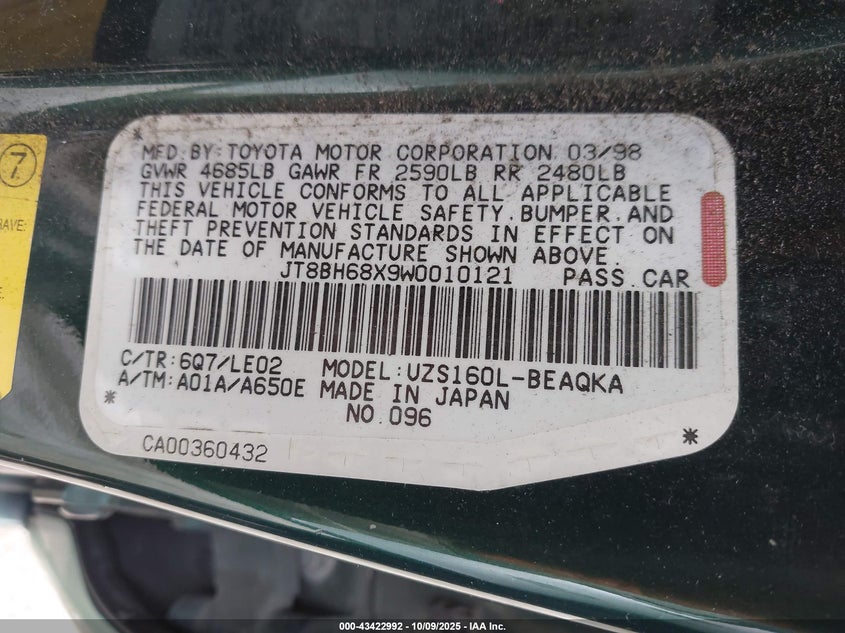 MFD.BY:TOYOTA MOTOR CORPORATION 03/98
GVWR 4685LB GAWR FR 2590LB RR 2480LB
THIS VEHICLE CONFORMS TO ALL APPLICABLE
FEDERAL MOTOR VEHICLE SAFETY.BUMPER.AND
THEFT PREVENTION STANDARDS IN EFFECT ON
THE DATE OF MANUFACTURE SHOWN ABOVE.
JT8BH68X9W0010121 PASS.CAR
C/TR:6Q7/LE02 MODEL:UZS160L-BEAQKA
A/TM:A01A/A650E MADE IN JAPAN
NO.096
CA00360432
7
000-43422992 - 10/09/2025 - IAA Inc.